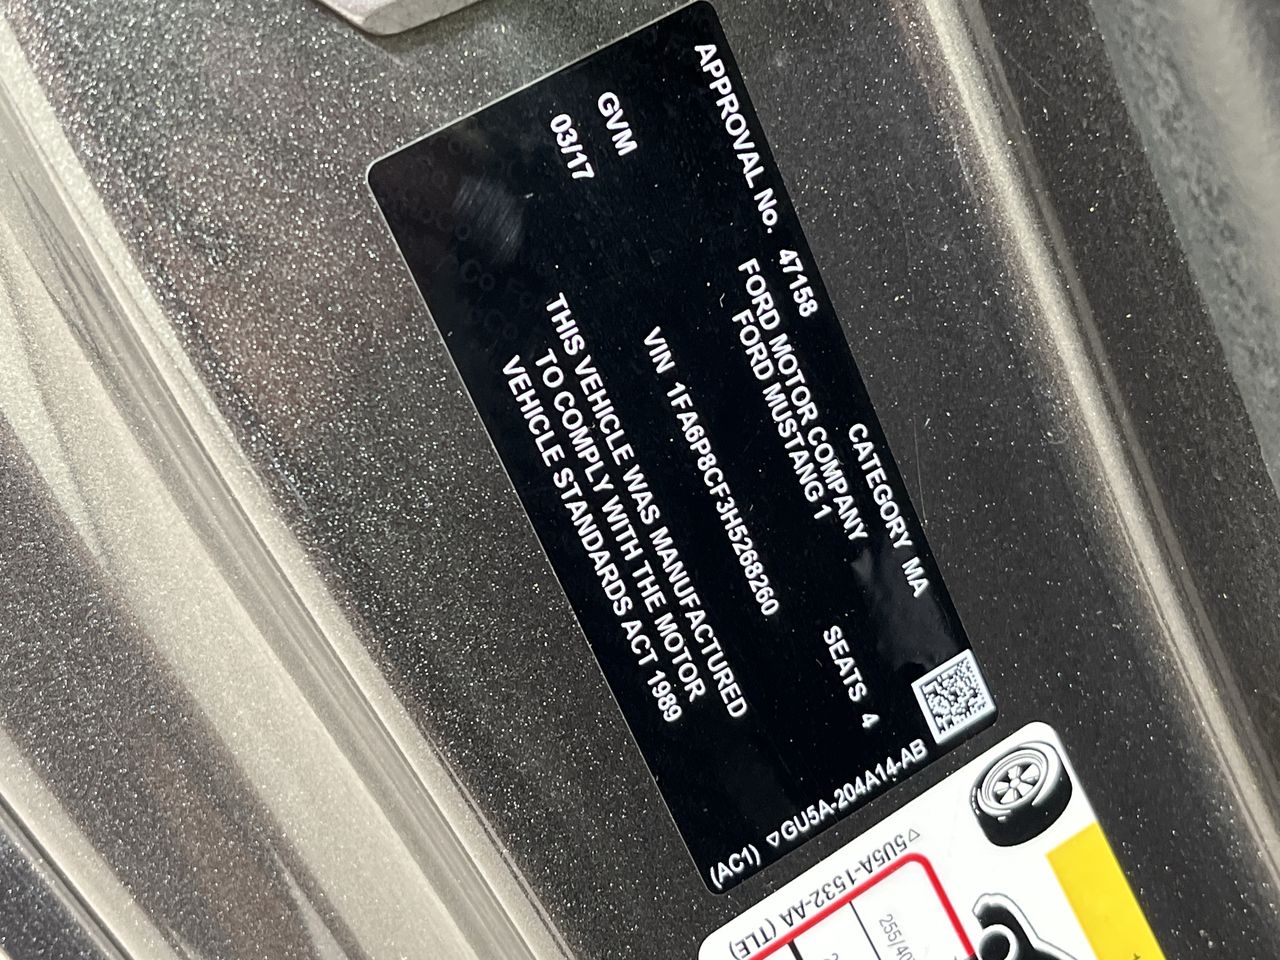 APPROVAL No. 47158 CATEGORY MA
FORD MOTOR COMPANY
FORD MUSTANG 1 SEATS 4
GVM
03/17
VIN 1FA6P8CF3H5268260
THIS VEHICLE WAS MANUFACTURED
TO COMPLY WITH THE MOTOR
VEHICLE STANDARDS ACT 1989
(AC1) GU5A-204A14-AB
5U5A-1532-AA (TLE)